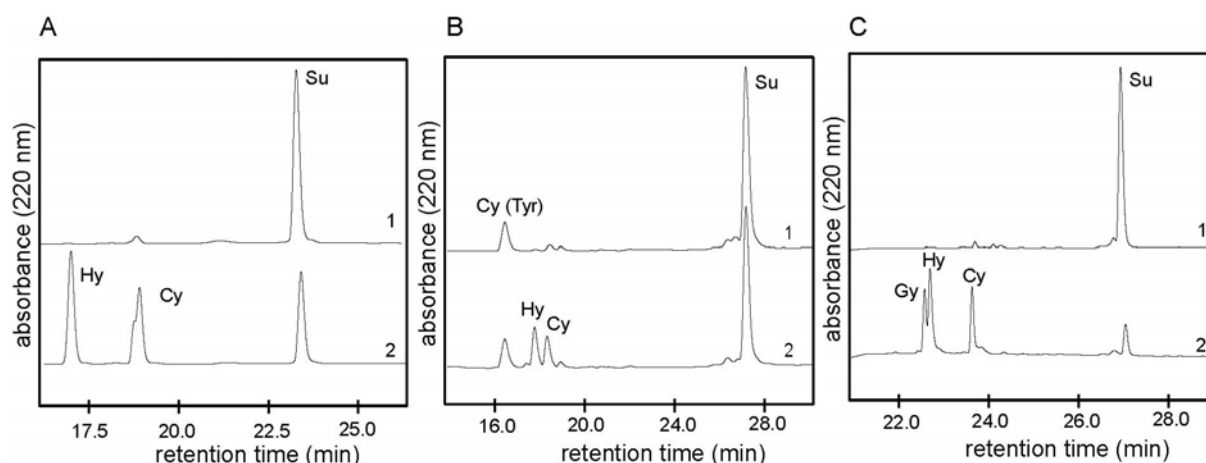 A
Su
1
Hy
Cy
2
17.5 20.0 22.5 25.0
retention time (min)
absorbance (220 nm)
B
Su
Cy (Tyr)
1
Hy
Cy
2
16.0 20.0 24.0 28.0
retention time (min)
absorbance (220 nm)
C
Su
1
Hy
Gy
Cy
2
22.0 24.0 26.0 28.0
retention time (min)
absorbance (220 nm)